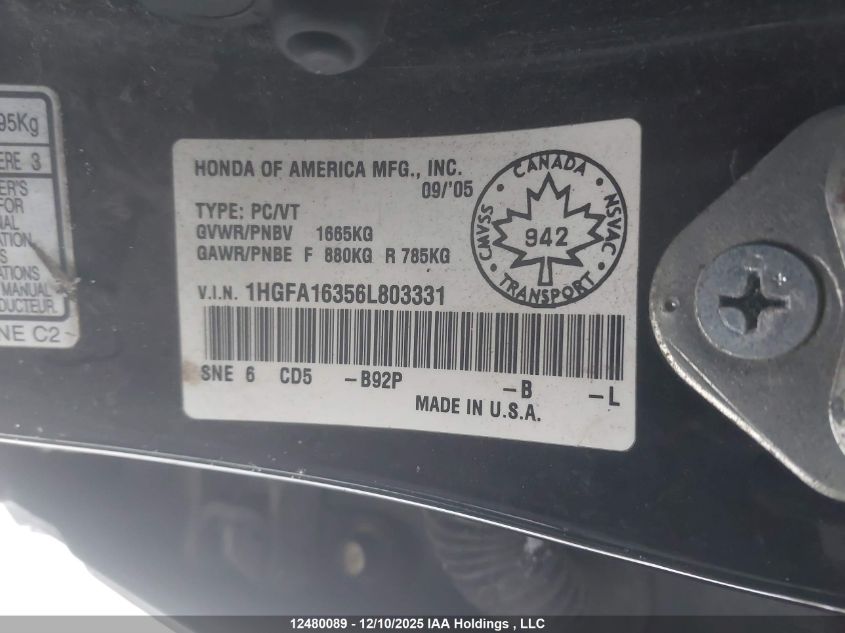 95Kg
ERE 3
ER'S
FOR
NAL
ATION
S
ATIONS
MANUAL
DUCTEUR.
NE C2
HONDA OF AMERICA MFG., INC.
09/'05
TYPE: PC/VT
GVWR/PNBV 1665KG
GAWR/PNBE F 880KG R 785KG
V.I.N. 1HGFA16356L803331
SNE 6 CD5 -B92P -B -L
MADE IN U.S.A.
CANADA
CMVSS 942 NSVAC
TRANSPORT
12480089 - 12/10/2025 IAA Holdings , LLC